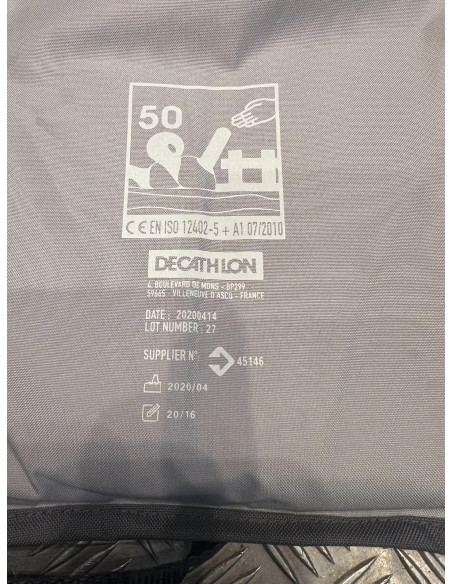 50
CE EN ISO 12402-5 + A1 07/2010
DECATHLON
4, BOULEVARD DE MONS - BP299
59665 - VILLENEUVE D'ASCQ - FRANCE
DATE : 20200414
LOT NUMBER : 27
SUPPLIER N°: 45146
2020/04
20/16